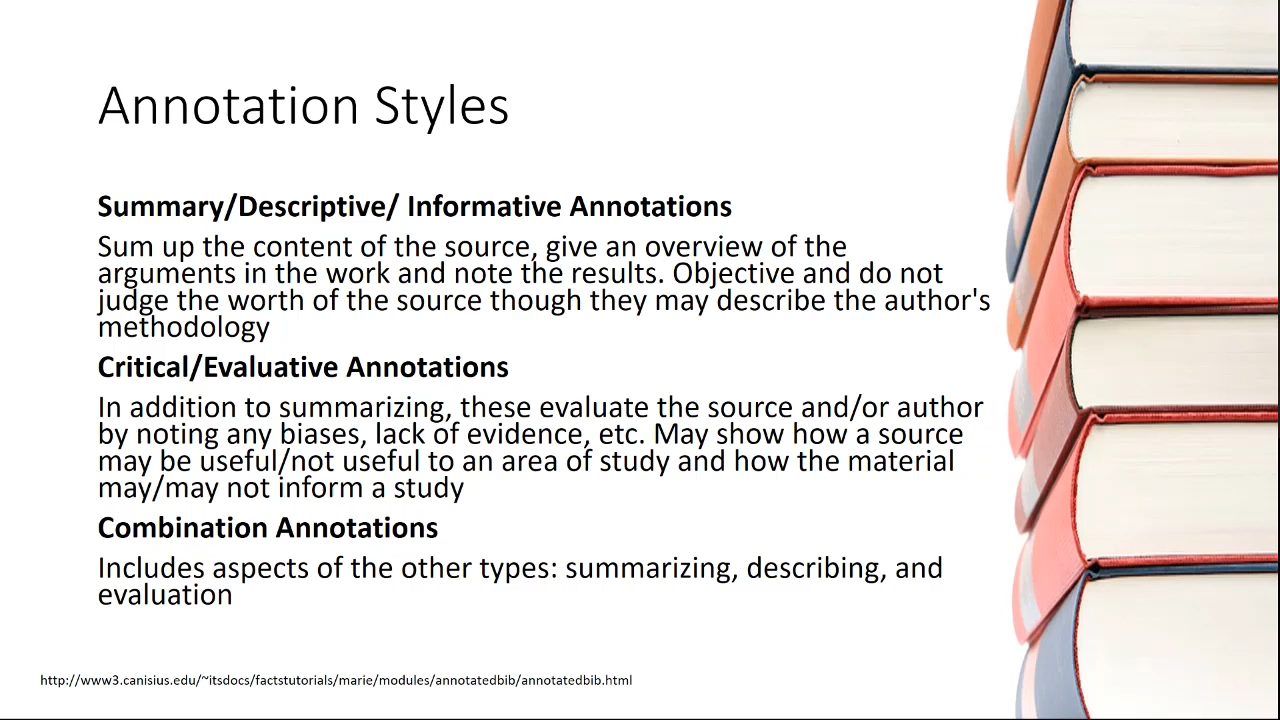 Annotation Styles
Summary/Descriptive/ Informative Annotations
Sum up the content of the source, give an overview of the
arguments in the work and note the results. Objective and do not
judge the worth of the source though they may describe the author's
methodology
Critical/Evaluative Annotations
In addition to summarizing, these evaluate the source and/or author
by noting any biases, lack of evidence, etc. May show how a source
may be useful/not useful to an area of study and how the material
may/may not inform a study
Combination Annotations
Includes aspects of the other types: summarizing, describing, and
evaluation
http://www3.canisius.edu/~itsdocs/factstutorials/marie/modules/annotatedbib/annotatedbib.html